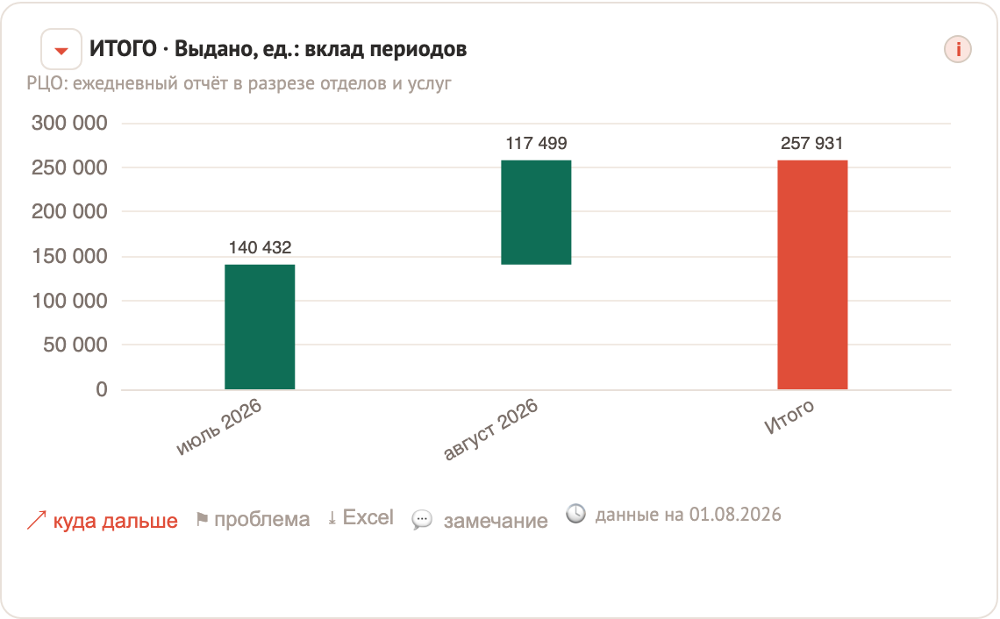 ИТОГО · Выдано, ед.: вклад периодов
i
РЦО: ежедневный отчёт в разрезе отделов и услуг
300 000
250 000
200 000
150 000
100 000
50 000
0
140 432
117 499
257 931
июль 2026
август 2026
Итого
куда дальше
проблема
Excel
замечание
данные на 01.08.2026